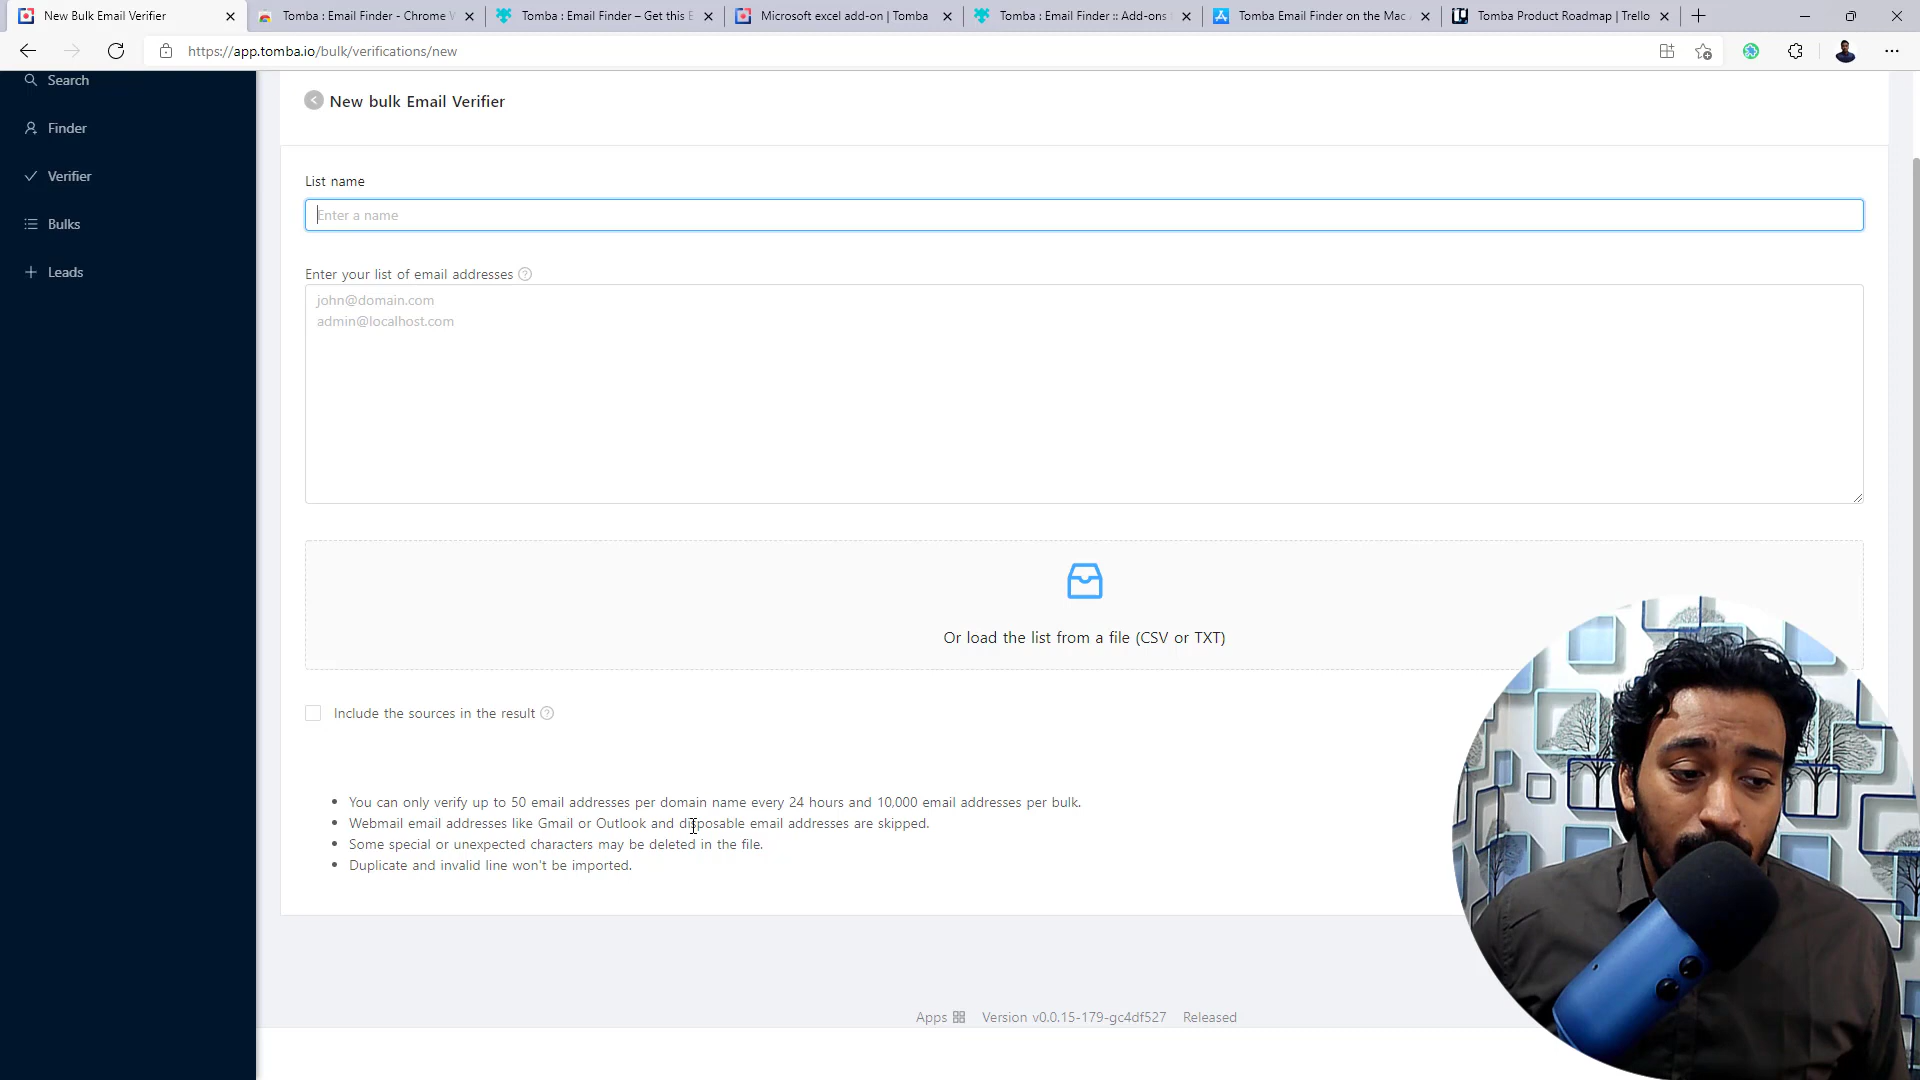 New Bulk Email Verifier
Tomba : Email Finder - Chrome V
Tomba : Email Finder – Get this E
Microsoft excel add-on | Tomba
Tomba : Email Finder :: Add-ons
Tomba Email Finder on the Mac
Tomba Product Roadmap | Trello
https://app.tomba.io/bulk/verifications/new
Search
Finder
Verifier
Bulks
Leads
New bulk Email Verifier
List name
Enter a name
Enter your list of email addresses
john@domain.com
admin@localhost.com
Or load the list from a file (CSV or TXT)
Include the sources in the result
You can only verify up to 50 email addresses per domain name every 24 hours and 10,000 email addresses per bulk.
Webmail email addresses like Gmail or Outlook and disposable email addresses are skipped.
Some special or unexpected characters may be deleted in the file.
Duplicate and invalid line won't be imported.
Apps Version v0.0.15-179-gc4df527 Released